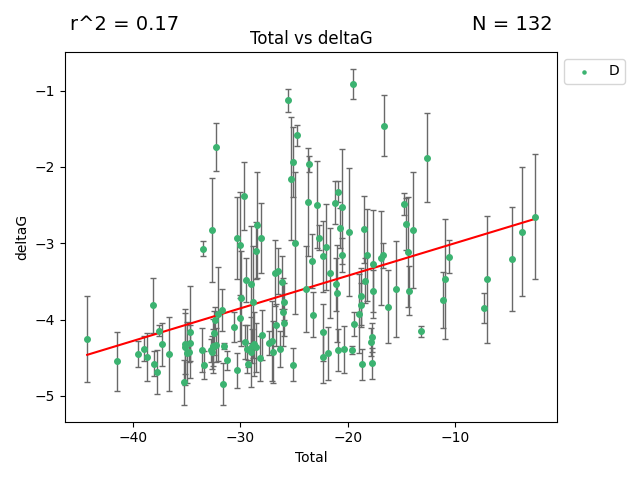 r^2 = 0.17
N = 132
Total vs deltaG
D
−1
−2
−3
−4
−5
deltaG
−40
−30
−20
−10
Total